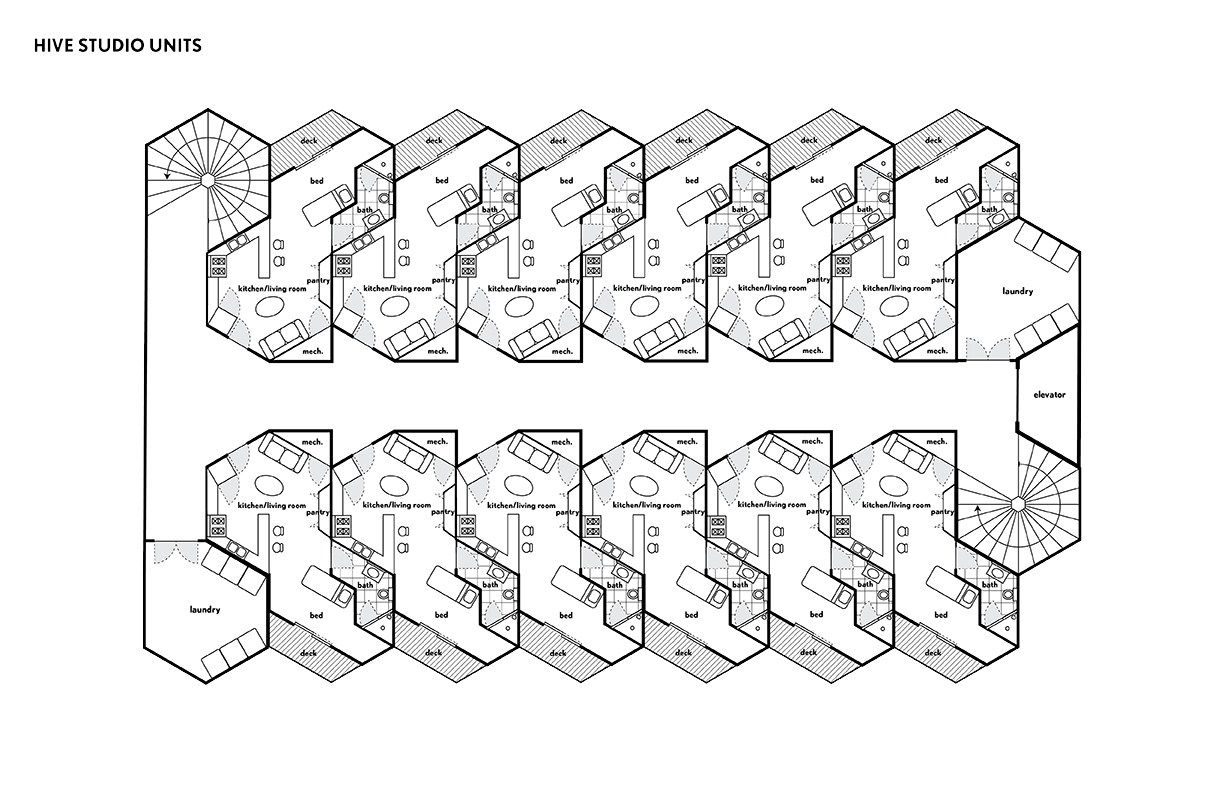 HIVE STUDIO UNITS
deck deck deck deck deck deck
bed bed bed bed bed bed
bath bath bath bath bath bath
pantry pantry pantry pantry pantry pantry
kitchen/living room kitchen/living room kitchen/living room kitchen/living room kitchen/living room kitchen/living room laundry
mech. mech. mech. mech. mech. mech.
elevator
mech. mech. mech. mech. mech. mech.
kitchen/living room kitchen/living room kitchen/living room kitchen/living room kitchen/living room kitchen/living room
pantry pantry pantry pantry pantry pantry
bath bath bath bath bath bath
laundry bed bed bed bed bed bed
deck deck deck deck deck deck